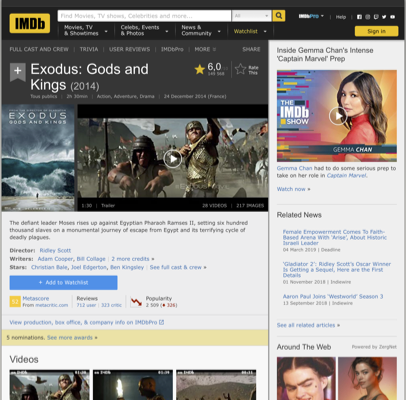 IMDb
Find Movies, TV shows, Celebrities and more...
All
IMDbPro
Help
Movies, TV
& Showtimes
Celebs, Events
& Photos
News &
Community
Watchlist
Sign in
FULL CAST AND CREW | TRIVIA | USER REVIEWS | IMDbPro | MORE
SHARE
Exodus: Gods and
Kings (2014)
6,0
Rate
This
Tous publics | 2h 30min | Action, Adventure, Drama | 24 December 2014 (France)
EXODUS
GODS AND KINGS
1:30 | Trailer
28 VIDEOS | 217 IMAGES
The defiant leader Moses rises up against Egyptian Pharaoh Ramses II, setting six hundred
thousand slaves on a monumental journey of escape from Egypt and its terrifying cycle of
deadly plagues.
Director: Ridley Scott
Writers: Adam Cooper, Bill Collage | 2 more credits »
Stars: Christian Bale, Joel Edgerton, Ben Kingsley | See full cast & crew »
+ Add to Watchlist
Metascore
From metacritic.com
Reviews
712 user | 323 critic
Popularity
2 509 (326)
View production, box office, & company info on IMDbPro
5 nominations. See more awards »
Videos
Inside Gemma Chan's Intense
'Captain Marvel' Prep
THE
IMDb
SHOW
GEMMA CHAN
Gemma Chan had to do some serious prep to
take on her role in Captain Marvel.
Watch now »
Related News
Female Empowerment Comes To Faith-
Based Arena With 'Arise', About Historic
Israeli Leader
04 March 2019 | Deadline
'Gladiator 2': Ridley Scott's Oscar Winner
Is Getting a Sequel, Here are the First
Details
01 November 2018 | Indiewire
Aaron Paul Joins 'Westworld' Season 3
13 September 2018 | Indiewire
See all related articles »
Around The Web | Powered by ZergNet